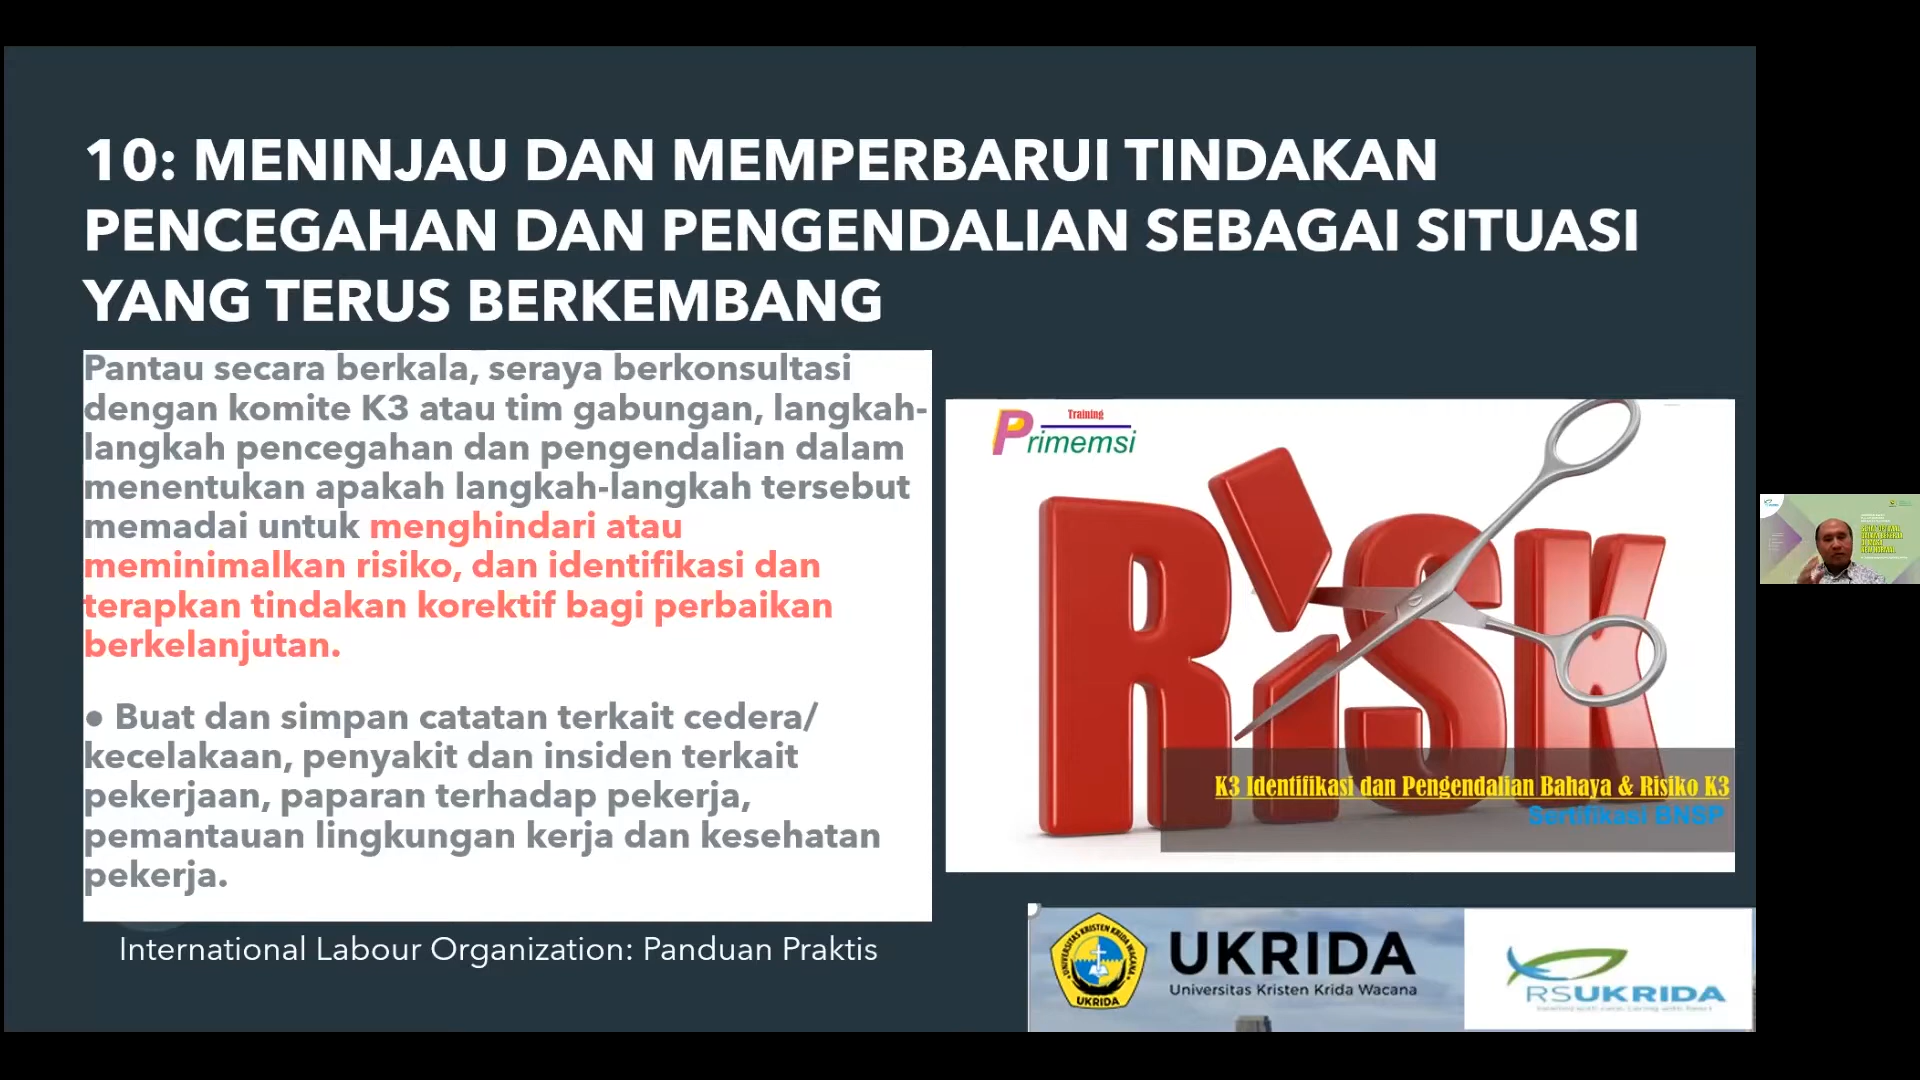 10: MENINJAU DAN MEMPERBARUI TINDAKAN
PENCEGAHAN DAN PENGENDALIAN SEBAGAI SITUASI
YANG TERUS BERKEMBANG
Pantau secara berkala, seraya berkonsultasi
dengan komite K3 atau tim gabungan, langkah-
langkah pencegahan dan pengendalian dalam
menentukan apakah langkah-langkah tersebut
memadai untuk menghindari atau
meminimalkan risiko, dan identifikasi dan
terapkan tindakan korektif bagi perbaikan
berkelanjutan.
● Buat dan simpan catatan terkait cedera/
kecelakaan, penyakit dan insiden terkait
pekerjaan, paparan terhadap pekerja,
pemantauan lingkungan kerja dan kesehatan
pekerja.
International Labour Organization: Panduan Praktis
Training
Primemsi
RiSK
K3 Identifikasi dan Pengendalian Bahaya & Risiko K3
Sertifikasi BNSP
UNIVERSITAS KRISTEN KRIDA WACANA
UKRIDA
UKRIDA
Universitas Kristen Krida Wacana
RSUKRIDA